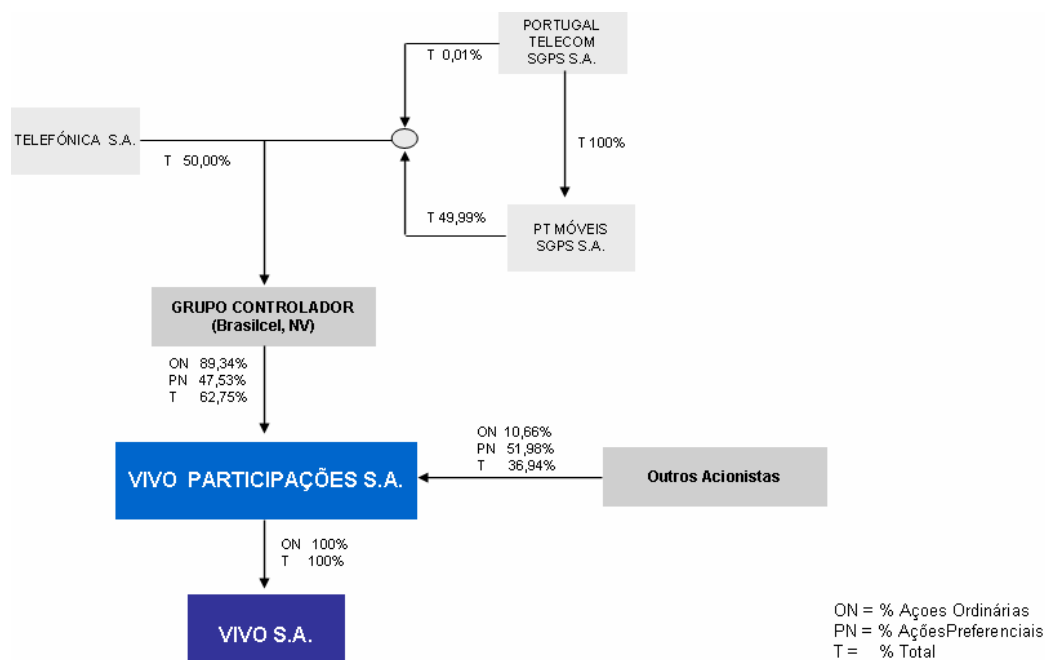 PORTUGAL
TELECOM
SGPS S.A.
T 0,01%
TELEFÓNICA S.A.
T 50,00%
T 100%
T 49,99%
PT MÓVEIS
SGPS S.A.
GRUPO CONTROLADOR
(Brasilcel, NV)
ON 89,34%
PN 47,53%
T 62,75%
ON 10,66%
PN 51,98%
T 36,94%
VIVO PARTICIPAÇÕES S.A.
Outros Acionistas
ON 100%
T 100%
VIVO S.A.
ON = % Açoes Ordinárias
PN = % AçõesPreferenciais
T = % Total